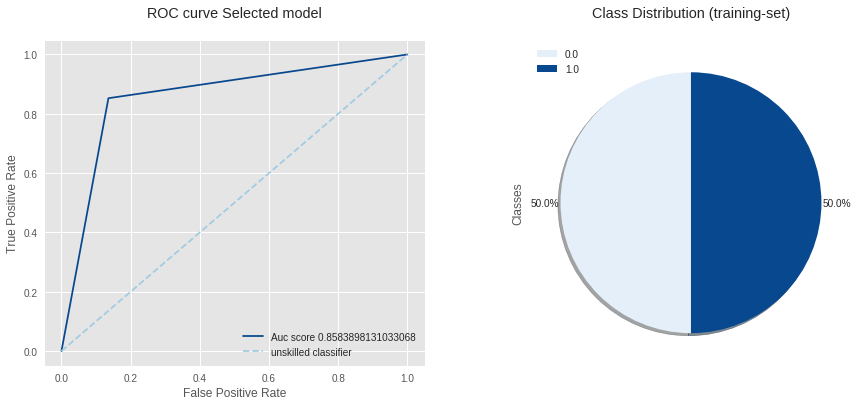 ROC curve Selected model
1.0
0.8
0.6
0.4
0.2
0.0
True Positive Rate
0.0 0.2 0.4 0.6 0.8 1.0
False Positive Rate
Auc score 0.8583898131033068
unskilled classifier
Class Distribution (training-set)
0.0
1.0
Classes
50.0%
50.0%